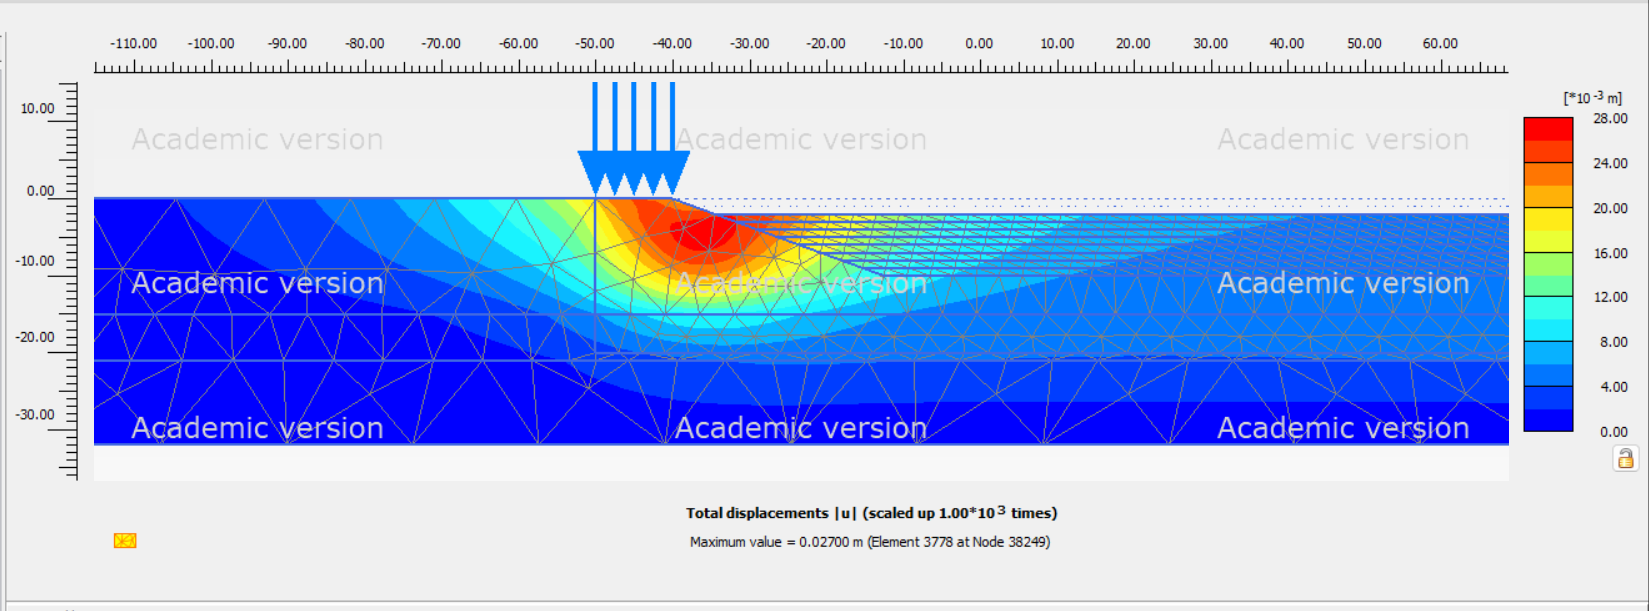 -110.00 -100.00 -90.00 -80.00 -70.00 -60.00 -50.00 -40.00 -30.00 -20.00 -10.00 0.00 10.00 20.00 30.00 40.00 50.00 60.00
[*10 -3 m]
10.00
28.00
Academic version Academic version Academic version
24.00
0.00
20.00
16.00
-10.00
Academic version Academic version Academic version
12.00
-20.00
8.00
4.00
-30.00
Academic version Academic version Academic version
0.00
Total displacements |u| (scaled up 1.00*10 3 times)
Maximum value = 0.02700 m (Element 3778 at Node 38249)